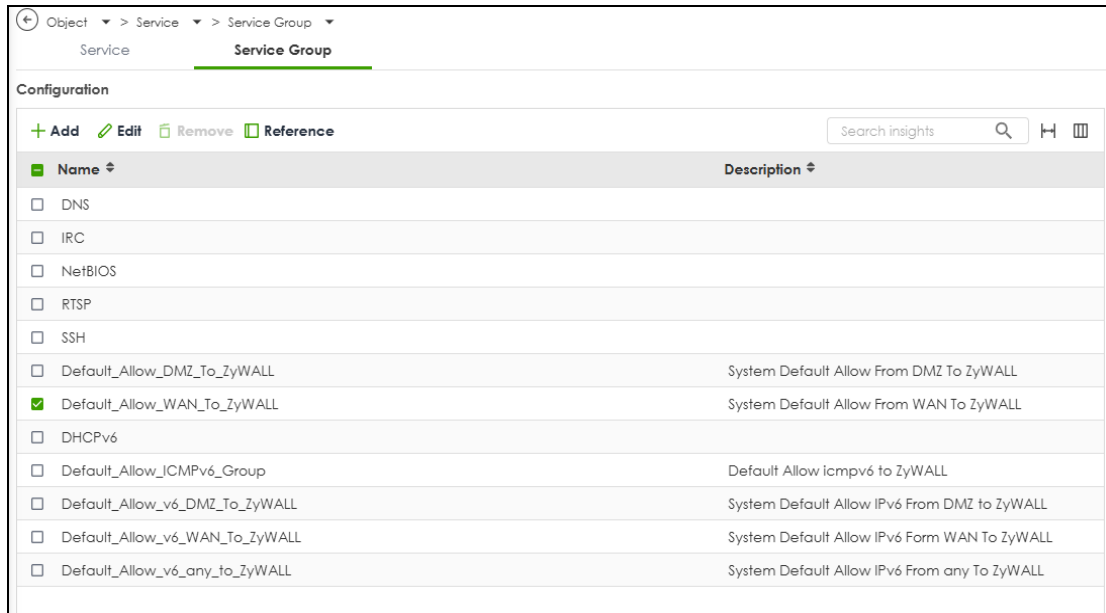 Object > Service > Service Group
Service Service Group
Configuration
Add Edit Remove Reference Search insights
Name Description
DNS
IRC
NetBIOS
RTSP
SSH
Default_Allow_DMZ_To_ZyWALL System Default Allow From DMZ To ZyWALL
Default_Allow_WAN_To_ZyWALL System Default Allow From WAN To ZyWALL
DHCPv6
Default_Allow_ICMPv6_Group Default Allow icmpv6 to ZyWALL
Default_Allow_v6_DMZ_To_ZyWALL System Default Allow IPv6 From DMZ to ZyWALL
Default_Allow_v6_WAN_To_ZyWALL System Default Allow IPv6 Form WAN To ZyWALL
Default_Allow_v6_any_to_ZyWALL System Default Allow IPv6 From any To ZyWALL